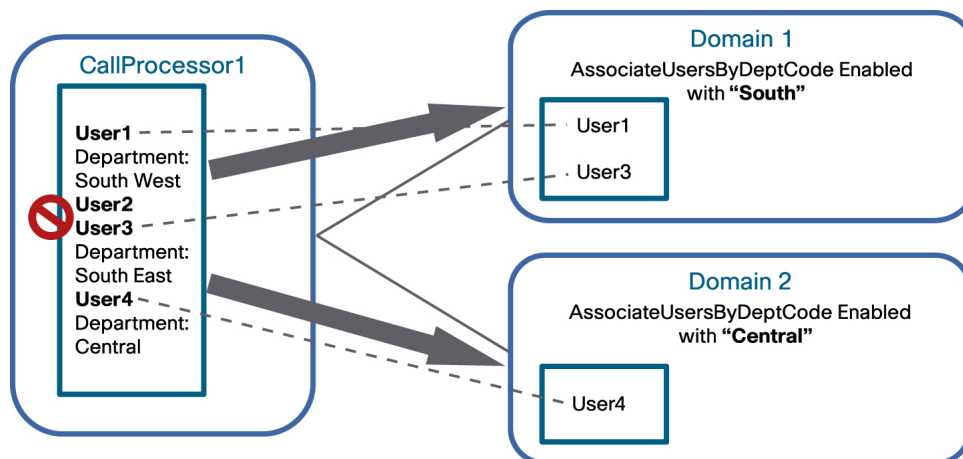 CallProcessor1
User1
Department:
South West
User2
User3
Department:
South East
User4
Department:
Central
Domain 1
AssociateUsersByDeptCode Enabled
with “South”
User1
User3
Domain 2
AssociateUsersByDeptCode Enabled
with “Central”
User4